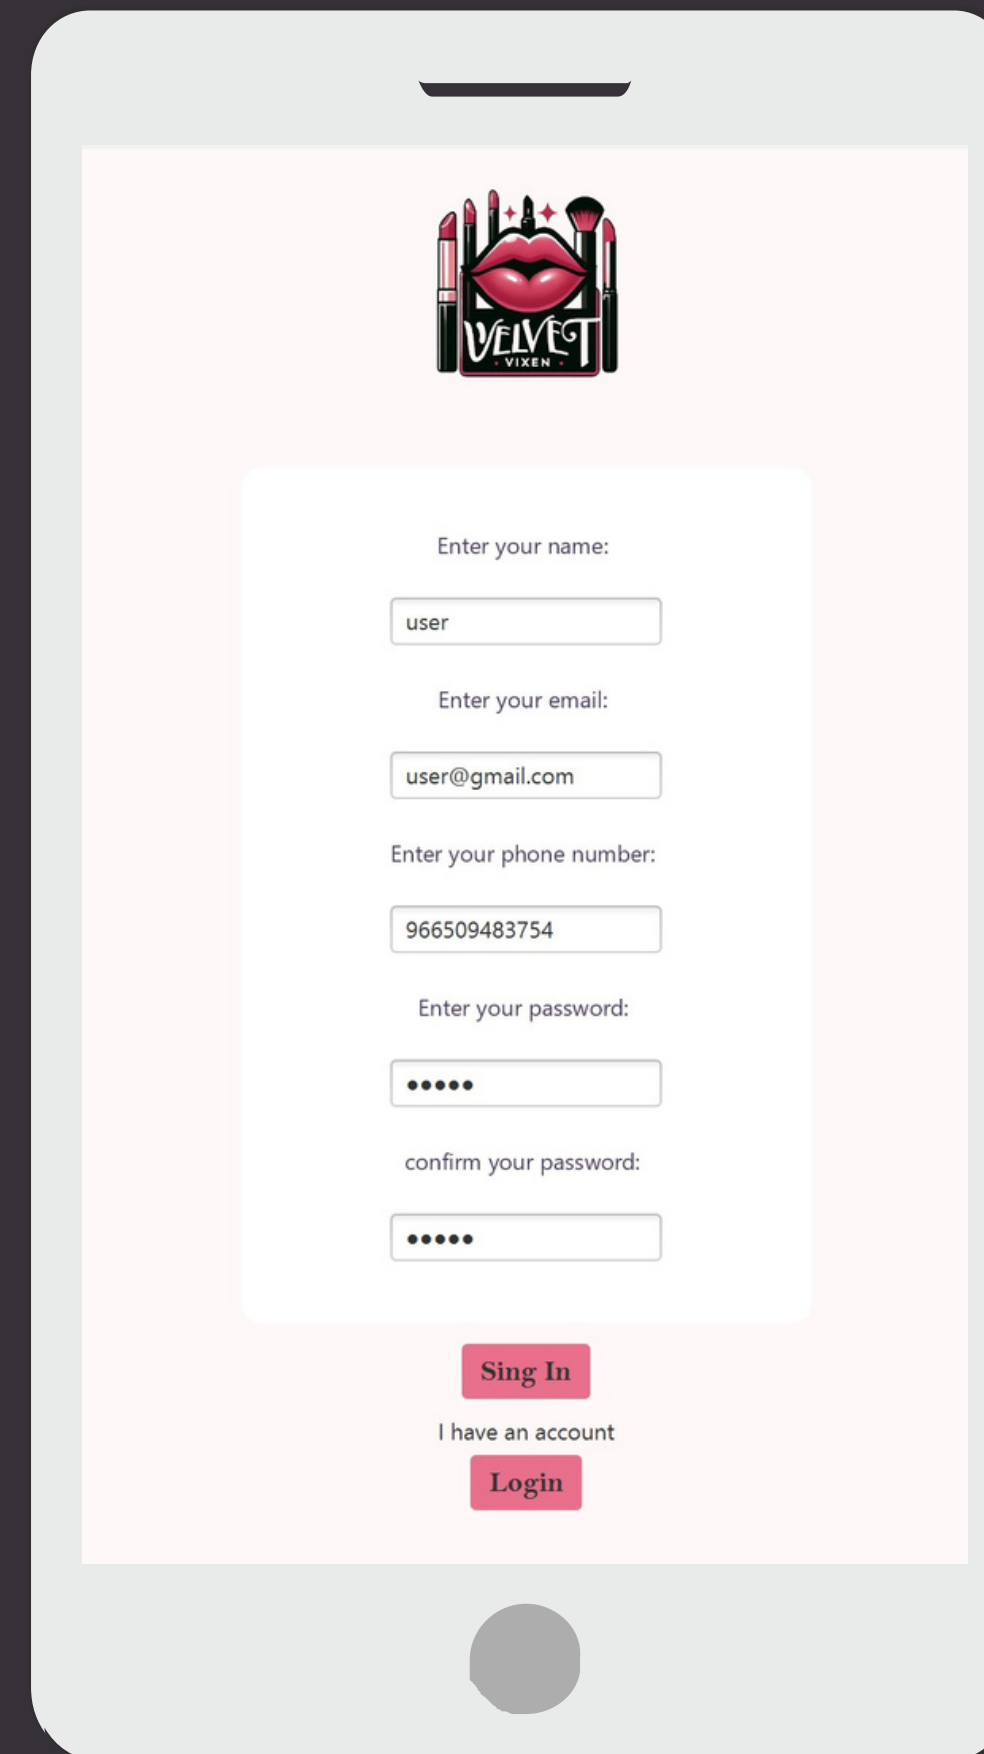 VELVET
VIXEN
Enter your name:
user
Enter your email:
user@gmail.com
Enter your phone number:
966509483754
Enter your password:
●●●●●
confirm your password:
●●●●●
Sing In
I have an account
Login